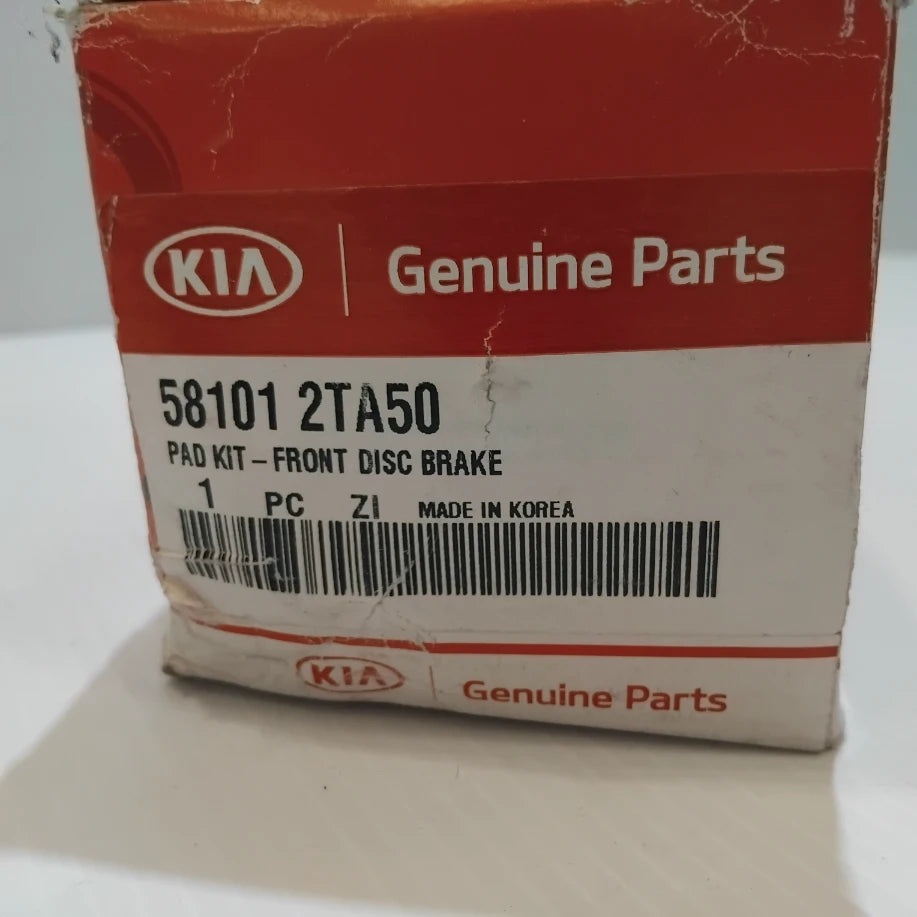 KIA Genuine Parts
58101 2TA50
PAD KIT – FRONT DISC BRAKE
1 PC ZI MADE IN KOREA
KIA Genuine Parts